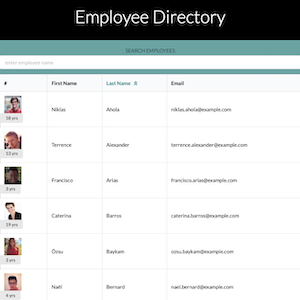 Employee Directory
SEARCH EMPLOYEES
enter employee name
# First Name Last Name Email
18 yrs Niklas Ahola niklas.ahola@example.com
13 yrs Terrence Alexander terrence.alexander@example.com
3 yrs Francisco Arias francisco.arias@example.com
19 yrs Caterina Barros caterina.barros@example.com
3 yrs Özsu Baykam ozsu.baykam@example.com
4 yrs Naël Bernard nael.bernard@example.com